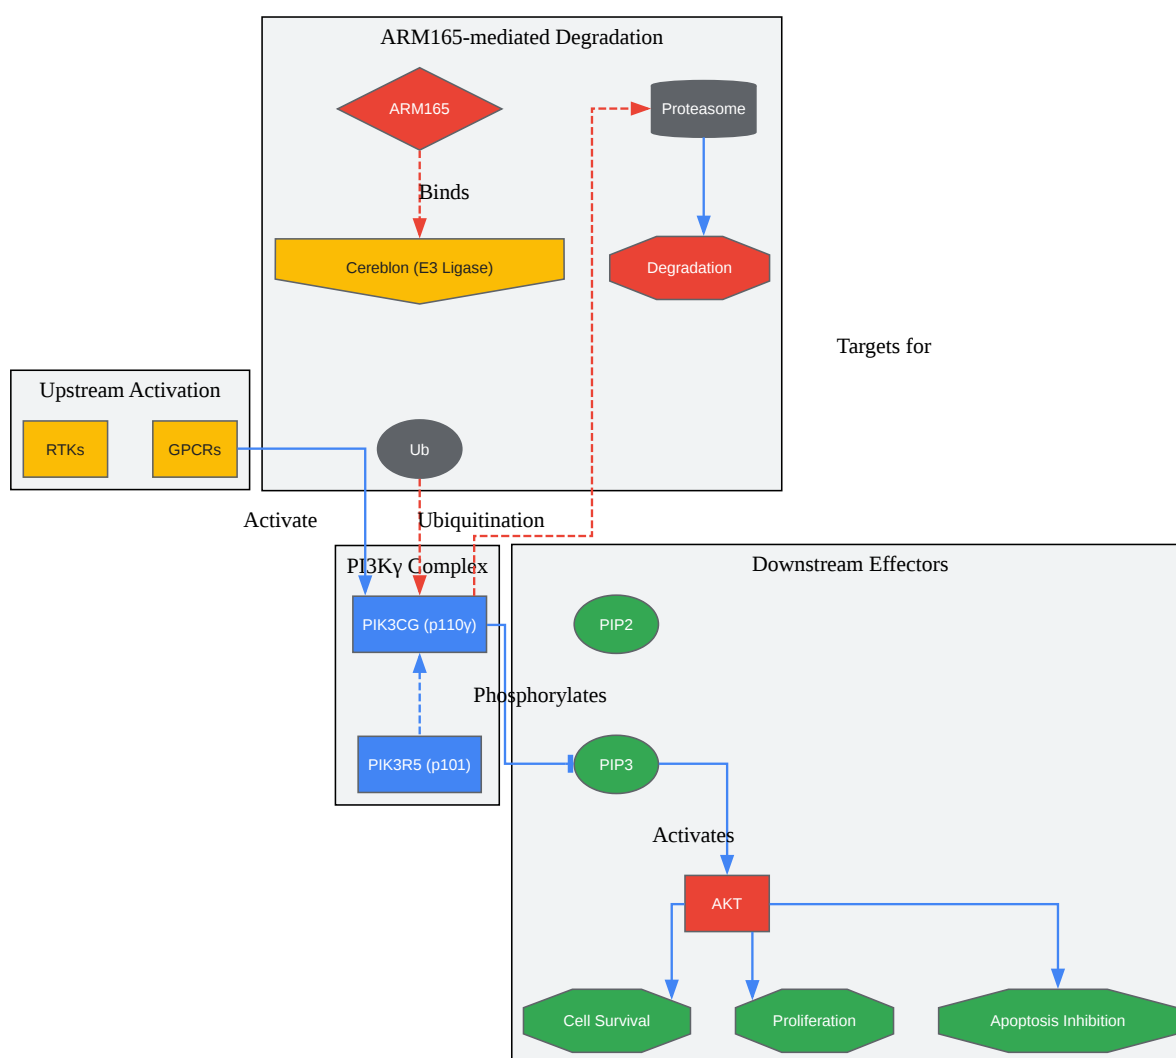 ARM165-mediated Degradation
ARM165
Proteasome
Binds
Cereblon (E3 Ligase)
Degradation
Targets for
Upstream Activation
RTKs
GPCRs
Ub
Activate
Ubiquitination
PI3Kγ Complex
Downstream Effectors
PIK3CG (p110γ)
PIP2
Phosphorylates
PIK3R5 (p101)
PIP3
Activates
AKT
Cell Survival
Proliferation
Apoptosis Inhibition